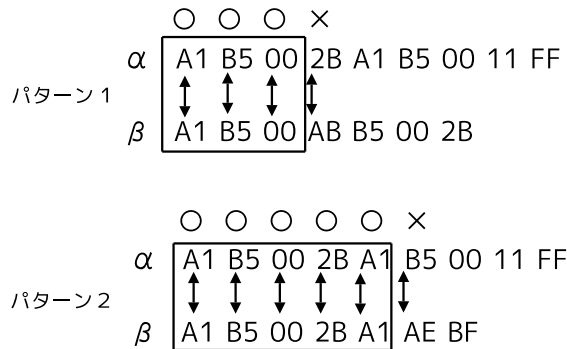 ○ ○ ○ ×
α A1 B5 00 2B A1 B5 00 11 FF
パターン1
β A1 B5 00 AB B5 00 2B
○ ○ ○ ○ ○ ×
α A1 B5 00 2B A1 B5 00 11 FF
パターン2
β A1 B5 00 2B A1 AE BF